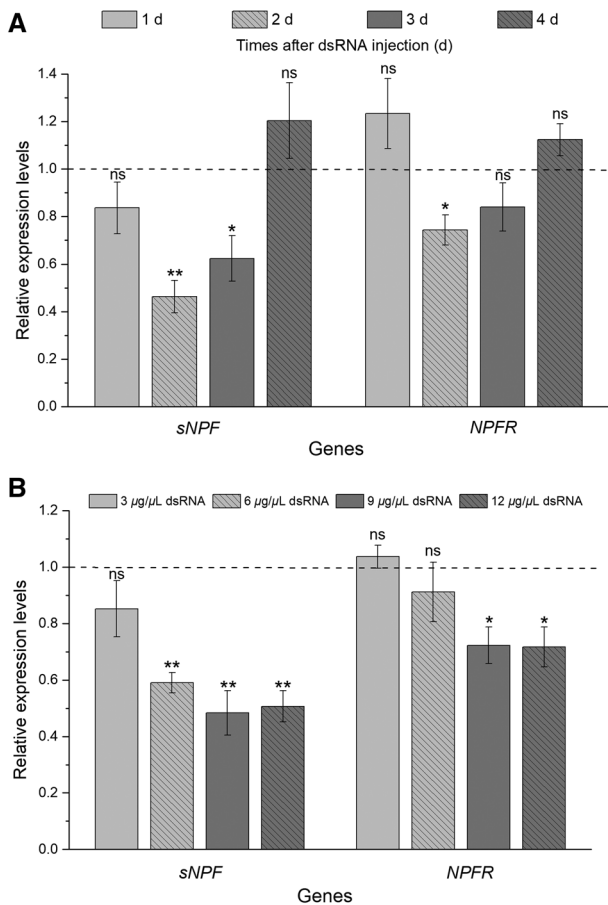 A
1 d 2 d 3 d 4 d
Times after dsRNA injection (d)
Relative expression levels
1.4
1.2
1.0
0.8
0.6
0.4
0.2
0.0
ns
**
*
ns
ns
*
ns
ns
sNPF NPFR
Genes
B
3 µg/µL dsRNA 6 µg/µL dsRNA 9 µg/µL dsRNA 12 µg/µL dsRNA
Relative expression levels
1.2
1.0
0.8
0.6
0.4
0.2
0.0
ns
**
**
**
ns
ns
*
*
sNPF NPFR
Genes